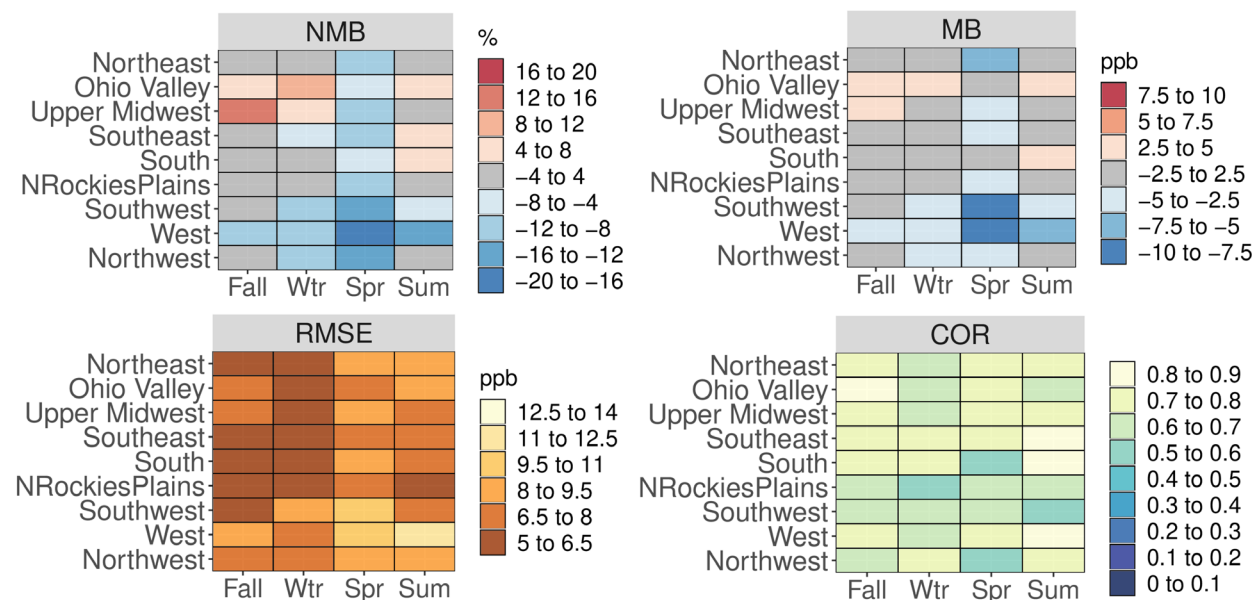 NMB
Northeast
Ohio Valley
Upper Midwest
Southeast
South
NRockiesPlains
Southwest
West
Northwest
Fall Wtr Spr Sum
%
16 to 20
12 to 16
8 to 12
4 to 8
−4 to 4
−8 to −4
−12 to −8
−16 to −12
−20 to −16
MB
Northeast
Ohio Valley
Upper Midwest
Southeast
South
NRockiesPlains
Southwest
West
Northwest
Fall Wtr Spr Sum
ppb
7.5 to 10
5 to 7.5
2.5 to 5
−2.5 to 2.5
−5 to −2.5
−7.5 to −5
−10 to −7.5
RMSE
Northeast
Ohio Valley
Upper Midwest
Southeast
South
NRockiesPlains
Southwest
West
Northwest
Fall Wtr Spr Sum
ppb
12.5 to 14
11 to 12.5
9.5 to 11
8 to 9.5
6.5 to 8
5 to 6.5
COR
Northeast
Ohio Valley
Upper Midwest
Southeast
South
NRockiesPlains
Southwest
West
Northwest
Fall Wtr Spr Sum
0.8 to 0.9
0.7 to 0.8
0.6 to 0.7
0.5 to 0.6
0.4 to 0.5
0.3 to 0.4
0.2 to 0.3
0.1 to 0.2
0 to 0.1